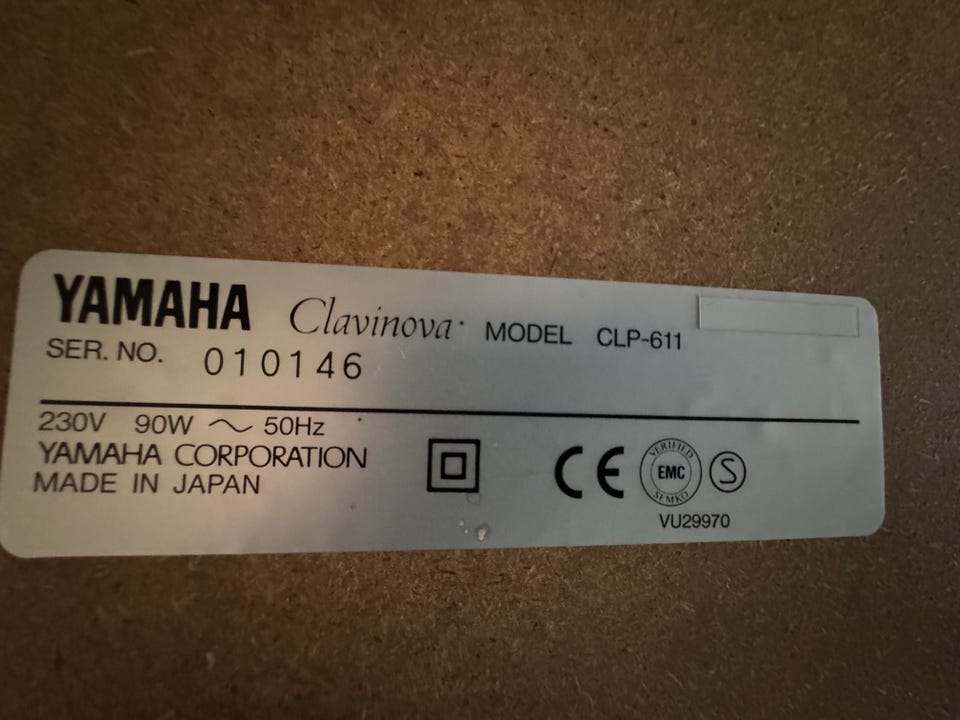 YAMAHA Clavinova MODEL CLP-611
SER. NO. 010146
230V 90W ～ 50Hz
YAMAHA CORPORATION
MADE IN JAPAN
CE
VERIFIED
EMC
SEMKO
S
VU29970